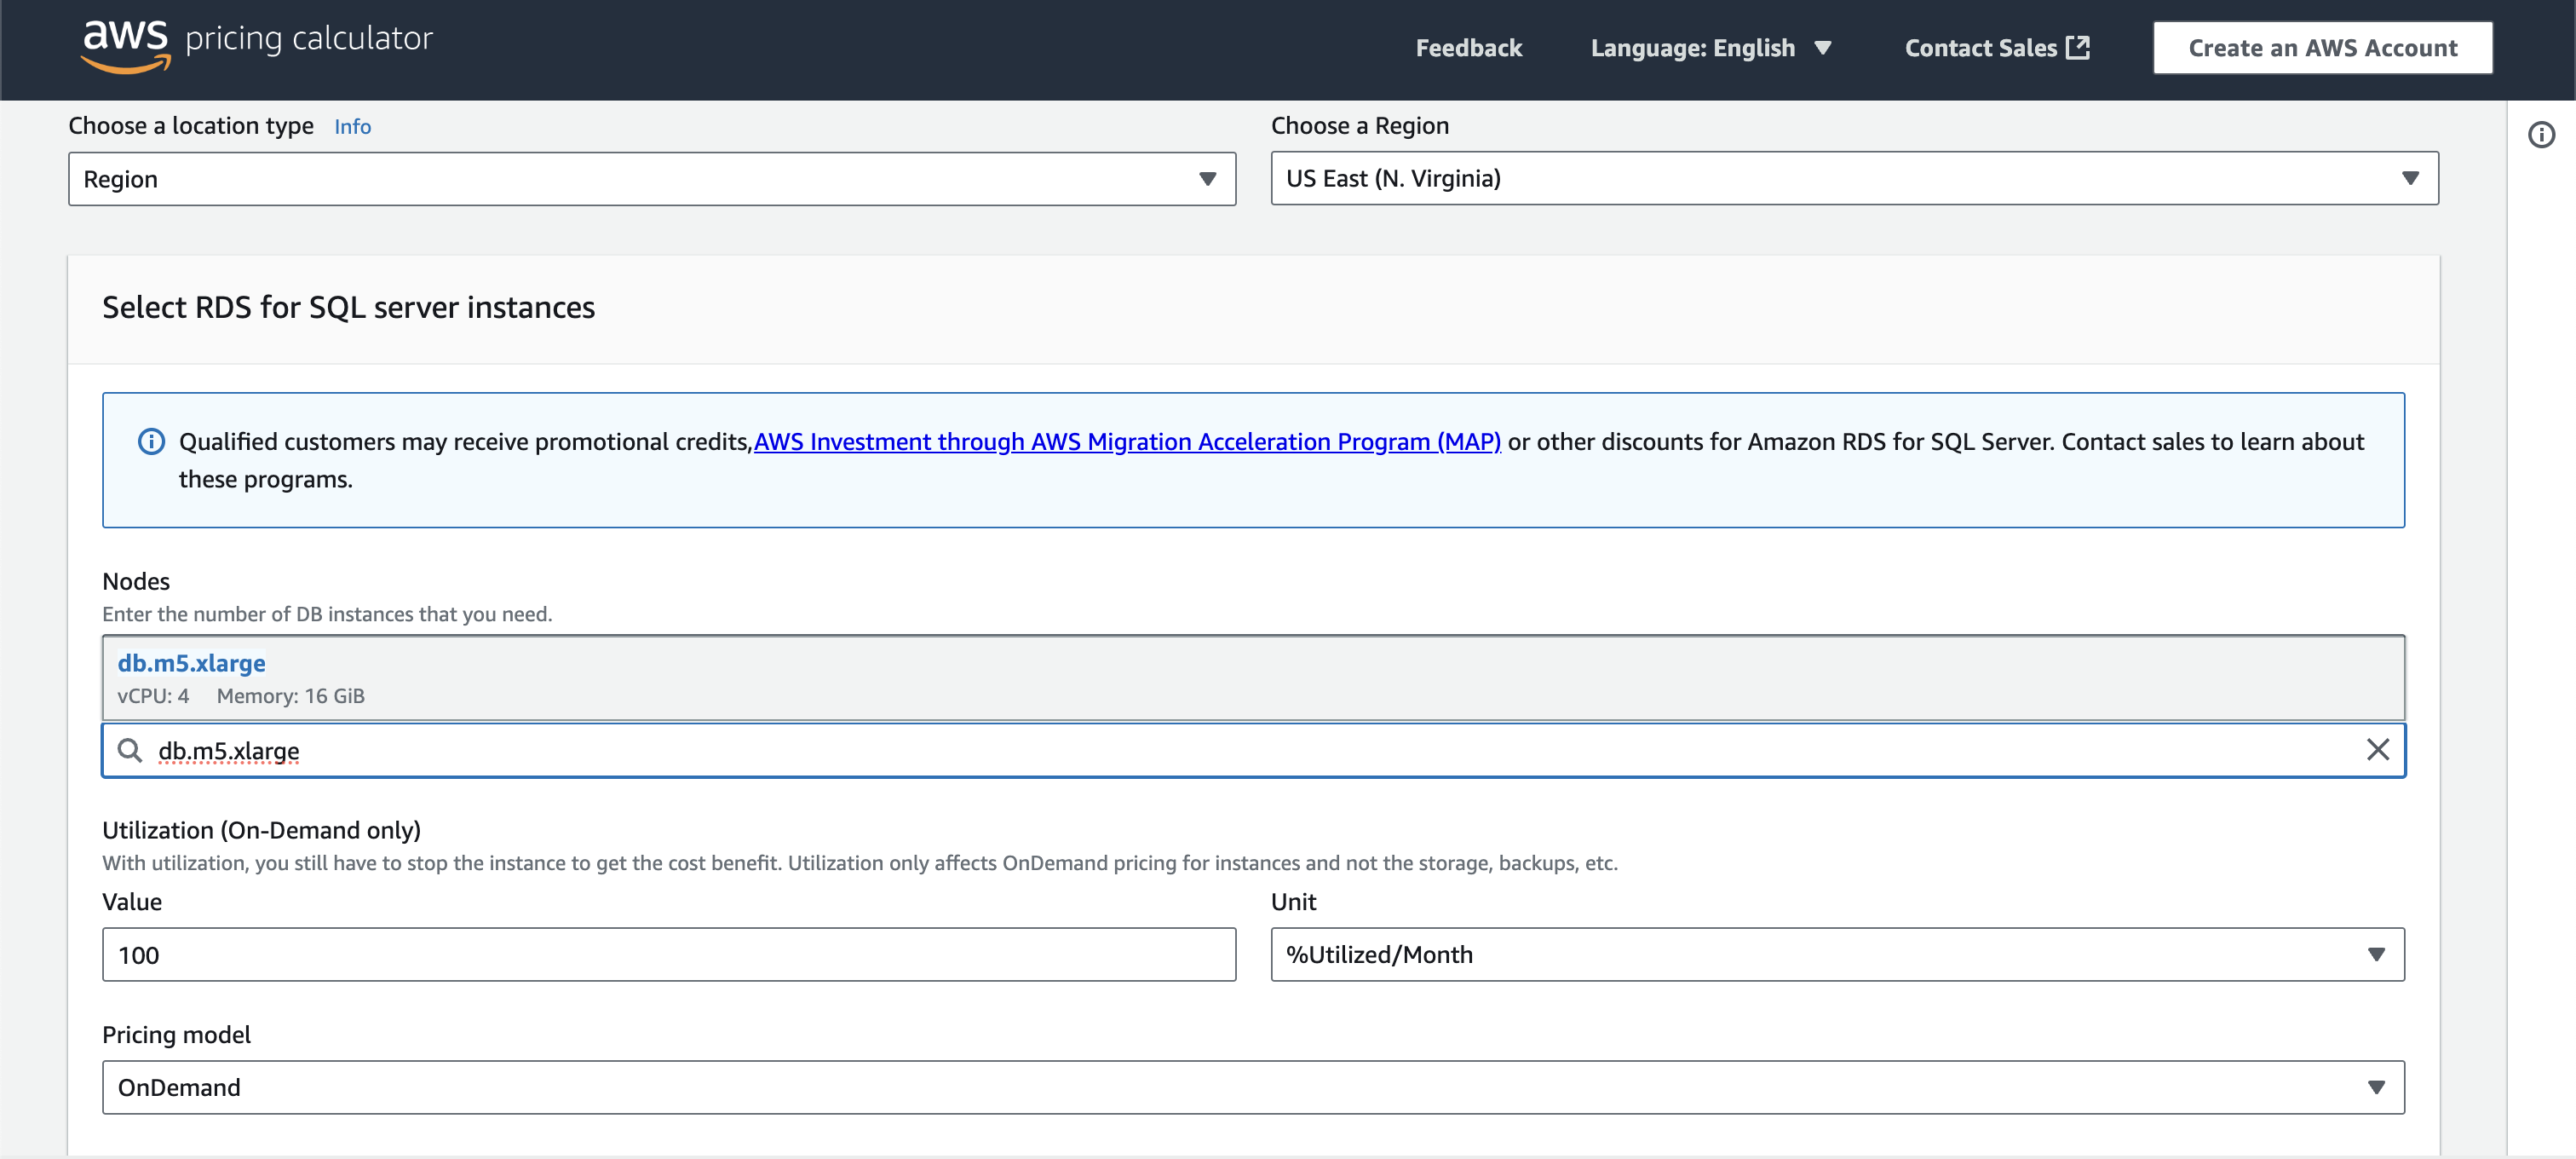 aws pricing calculator
Feedback
Language: English
Contact Sales
Create an AWS Account
Choose a location type Info
Region
Choose a Region
US East (N. Virginia)
Select RDS for SQL server instances
Qualified customers may receive promotional credits,AWS Investment through AWS Migration Acceleration Program (MAP) or other discounts for Amazon RDS for SQL Server. Contact sales to learn about
these programs.
Nodes
Enter the number of DB instances that you need.
db.m5.xlarge
vCPU: 4 Memory: 16 GiB
db.m5.xlarge
Utilization (On-Demand only)
With utilization, you still have to stop the instance to get the cost benefit. Utilization only affects OnDemand pricing for instances and not the storage, backups, etc.
Value
100
Unit
%Utilized/Month
Pricing model
OnDemand